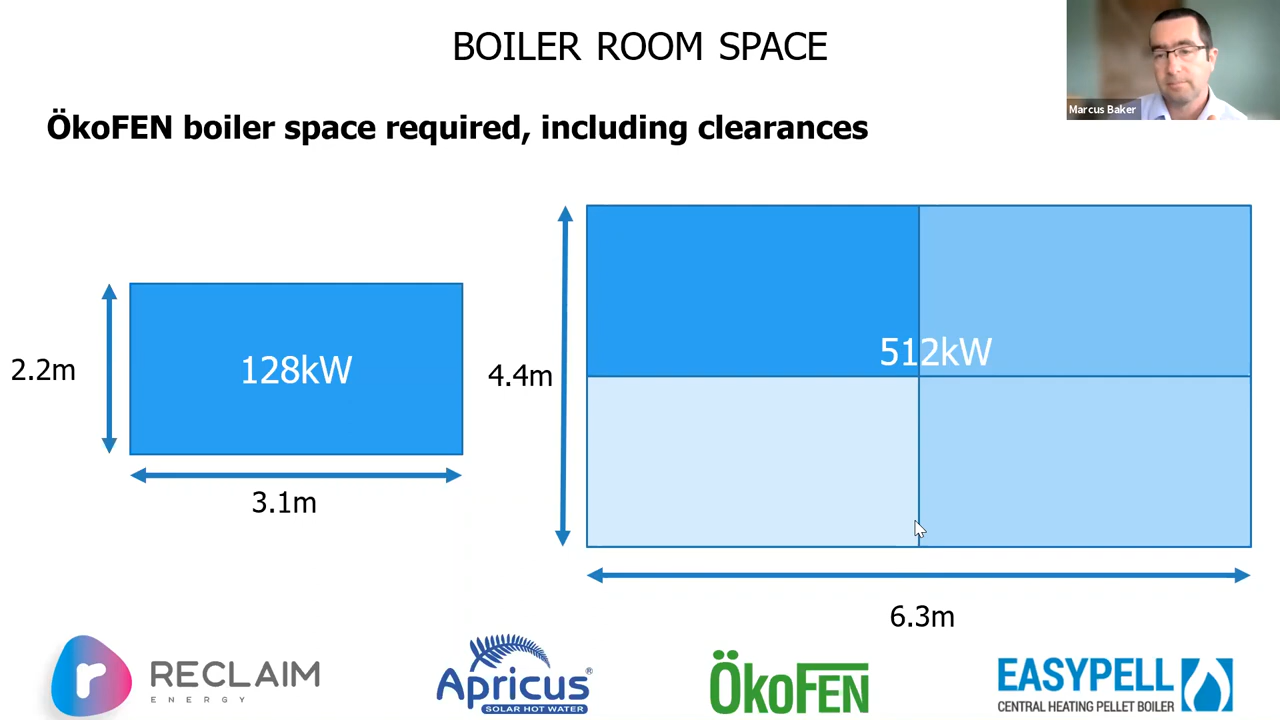 BOILER ROOM SPACE
Marcus Baker
ÖkoFEN boiler space required, including clearances
2.2m
128kW
3.1m
4.4m
512kW
6.3m
r
RECLAIM
ENERGY
Apricus®
SOLAR HOT WATER
ÖkoFEN
EASYPELL
CENTRAL HEATING PELLET BOILER